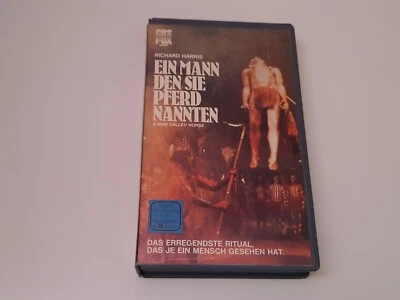 CBS
FOX
RICHARD HARRIS
EIN MANN
DEN SIE
PFERD
NANNTEN
A MAN CALLED HORSE
DAS ERREGENDSTE RITUAL,
DAS JE EIN MENSCH GESEHEN HAT.